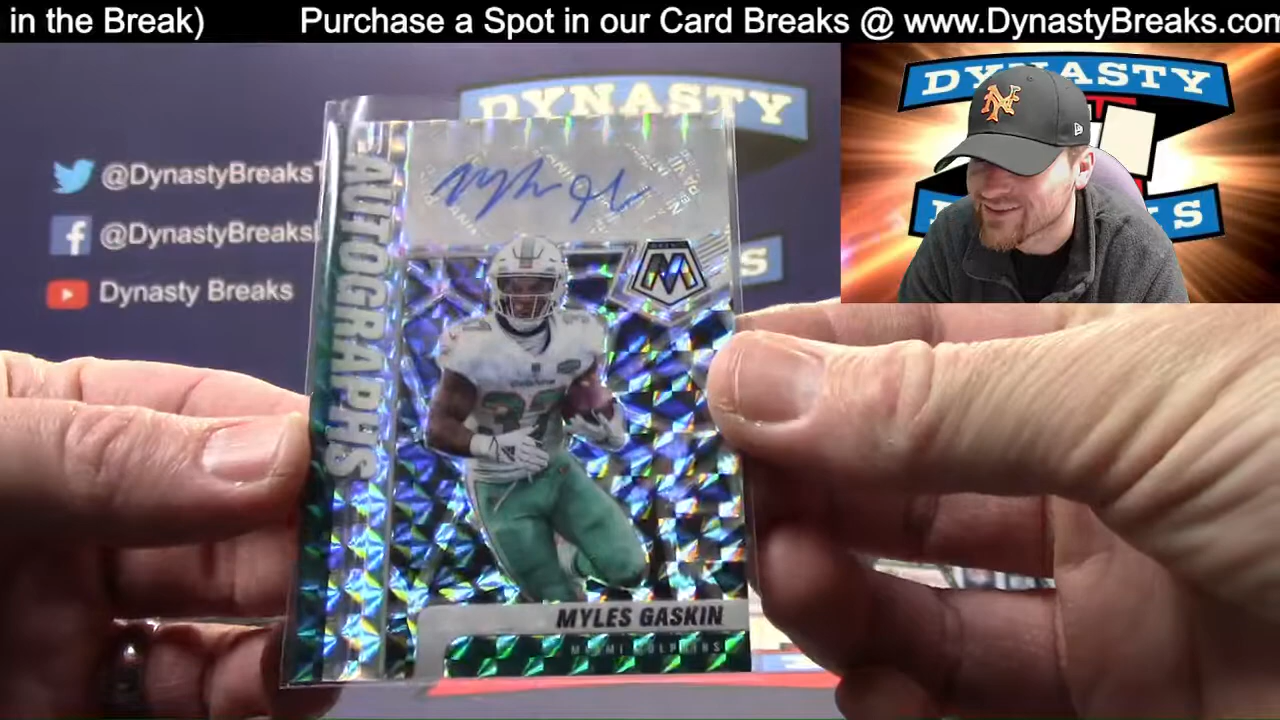 in the Break) Purchase a Spot in our Card Breaks @ www.DynastyBreaks.com
DYNASTY
@DynastyBreaks
@DynastyBreaks
Dynasty Breaks
AUTOGRAPHS
MYLES GASKIN
MIAMI DOLPHINS
37
DYNASTY